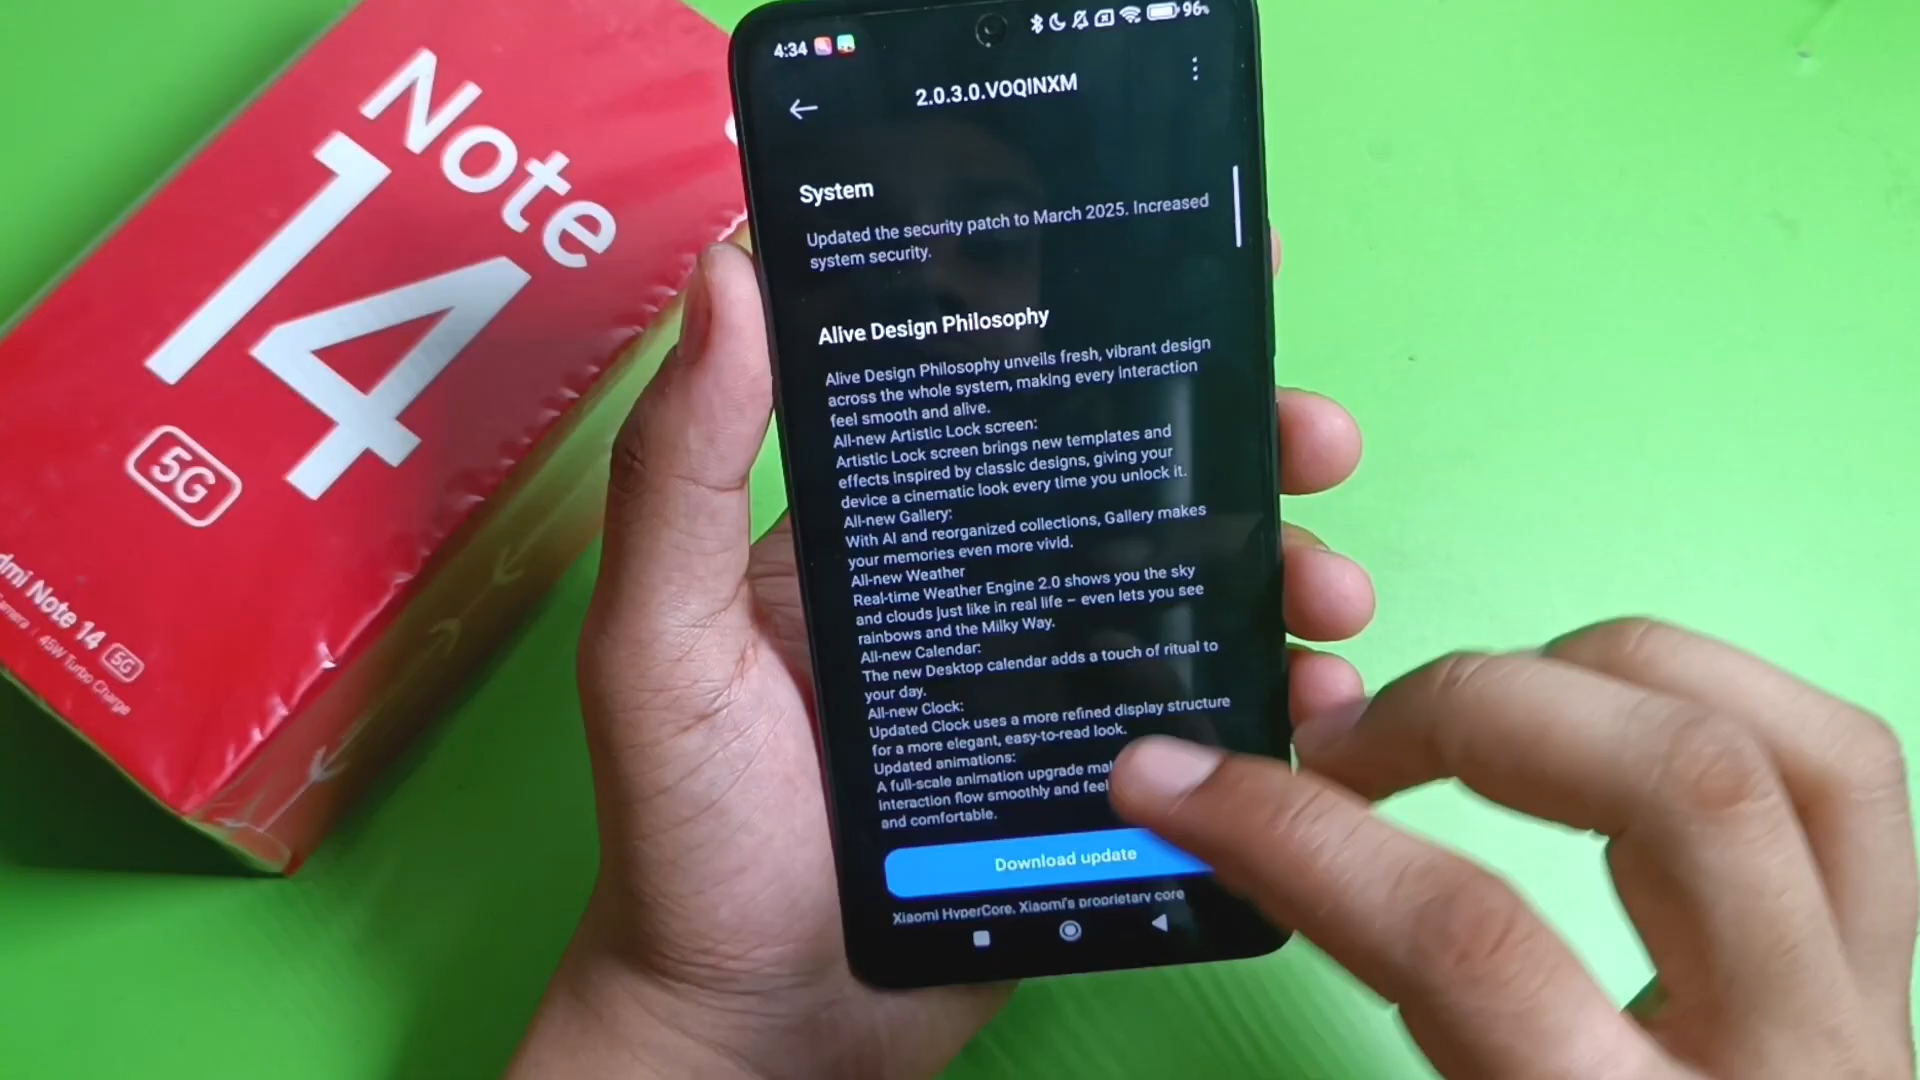 Note
14
5G
dmi Note 14 5G
45W Turbo Charge
4:34
96%
2.0.3.0.VOQINXM
System
Updated the security patch to March 2025. Increased
system security.
Alive Design Philosophy
Alive Design Philosophy unveils fresh, vibrant design
across the whole system, making every interaction
feel smooth and alive.
All-new Artistic Lock screen:
Artistic Lock screen brings new templates and
effects inspired by classic designs, giving your
device a cinematic look every time you unlock it.
All-new Gallery:
With AI and reorganized collections, Gallery makes
your memories even more vivid.
All-new Weather
Real-time Weather Engine 2.0 shows you the sky
and clouds just like in real life – even lets you see
rainbows and the Milky Way.
All-new Calendar:
The new Desktop calendar adds a touch of ritual to
your day.
All-new Clock:
Updated Clock uses a more refined display structure
for a more elegant, easy-to-read look.
Updated animations:
A full-scale animation upgrade
interaction flow smoothly and feel
and comfortable.
Download update
Xiaomi HyperCore, Xiaomi's proprietary core